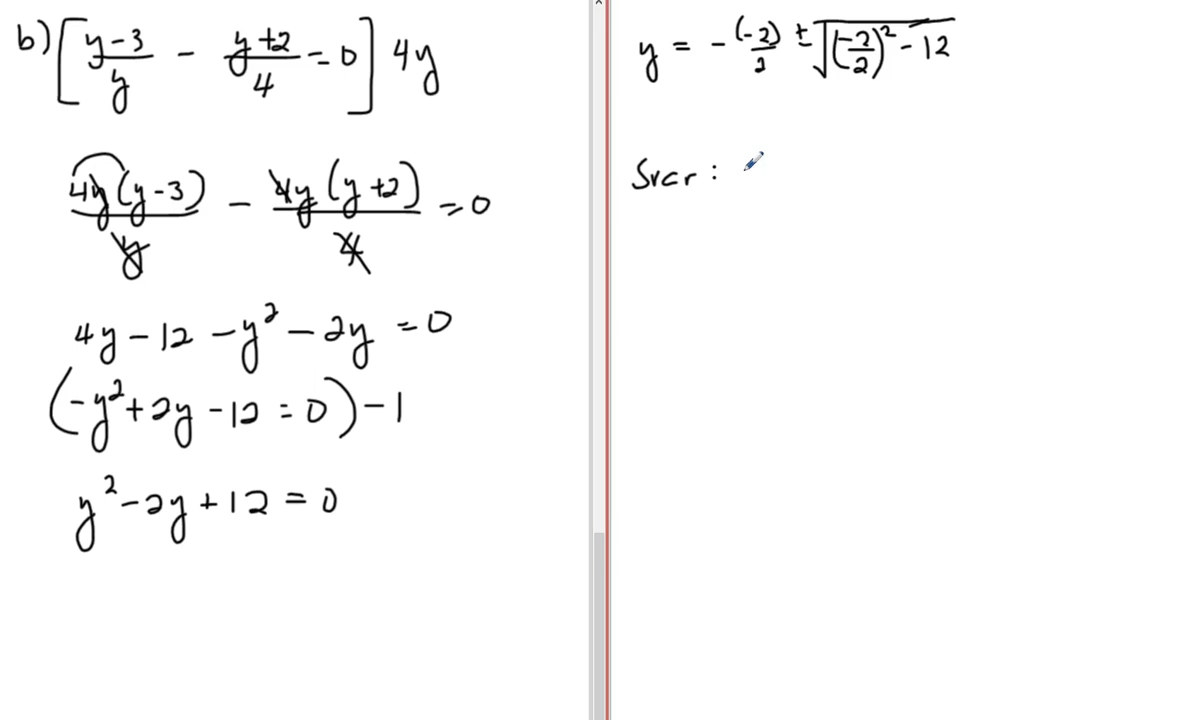 b) [ (y-3)/y - (y+2)/4 = 0 ] 4y
4y(y-3)/y - 4y(y+2)/4 = 0
4y - 12 - y² - 2y = 0
(-y² + 2y - 12 = 0) - 1
y² - 2y + 12 = 0
y = - (-2)/2 ± √((-2/2)² - 12)
Svar :